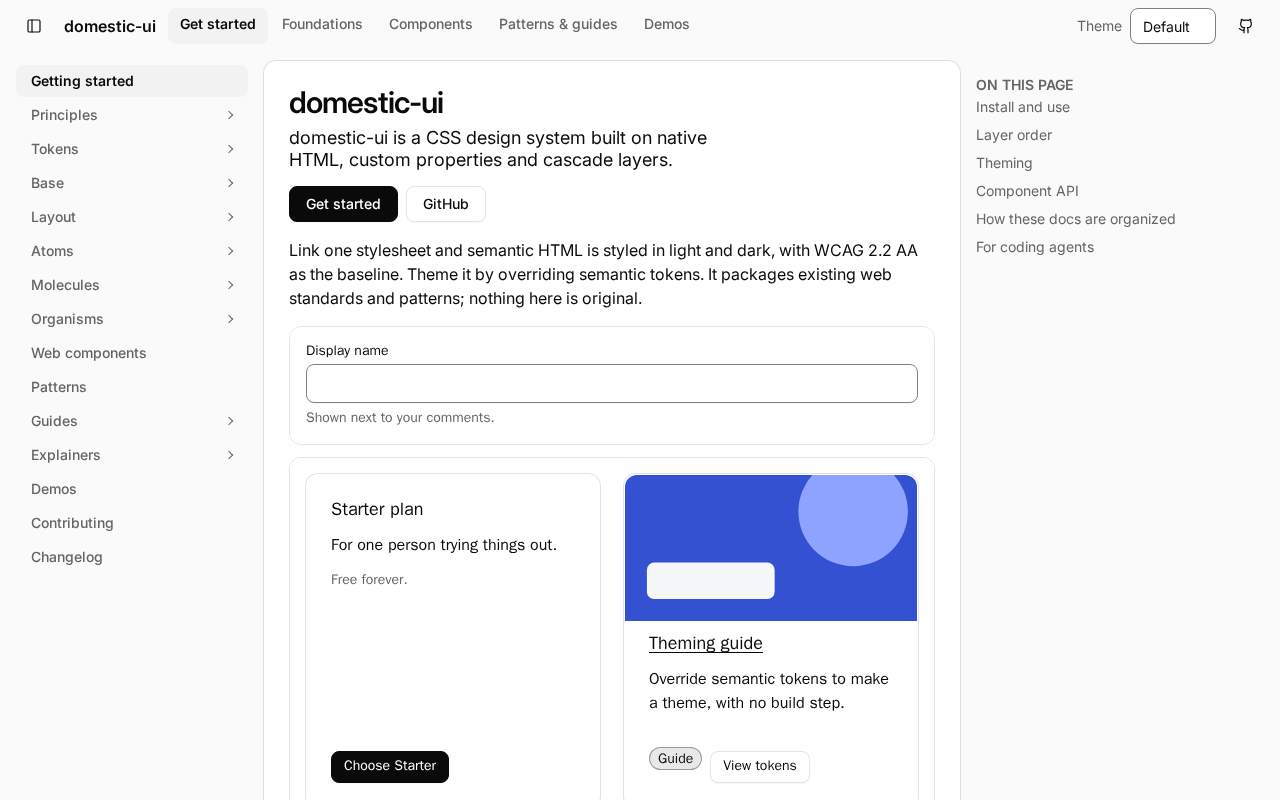 domestic-ui
Get started
Foundations
Components
Patterns & guides
Demos
Theme
Default
Getting started
Principles
Tokens
Base
Layout
Atoms
Molecules
Organisms
Web components
Patterns
Guides
Explainers
Demos
Contributing
Changelog
domestic-ui
domestic-ui is a CSS design system built on native
HTML, custom properties and cascade layers.
Get started
GitHub
Link one stylesheet and semantic HTML is styled in light and dark, with WCAG 2.2 AA
as the baseline. Theme it by overriding semantic tokens. It packages existing web
standards and patterns; nothing here is original.
Display name
Shown next to your comments.
Starter plan
For one person trying things out.
Free forever.
Choose Starter
Theming guide
Override semantic tokens to make
a theme, with no build step.
Guide
View tokens
ON THIS PAGE
Install and use
Layer order
Theming
Component API
How these docs are organized
For coding agents